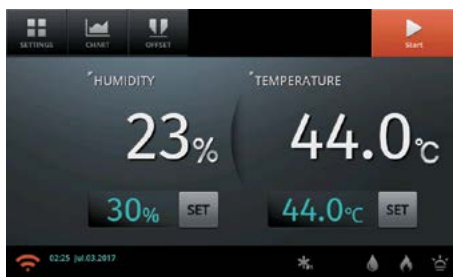 SETTINGS CHART OFFSET Start
HUMIDITY TEMPERATURE
23% 44.0℃
30% SET 44.0℃ SET
02:25 Jul.03.2017